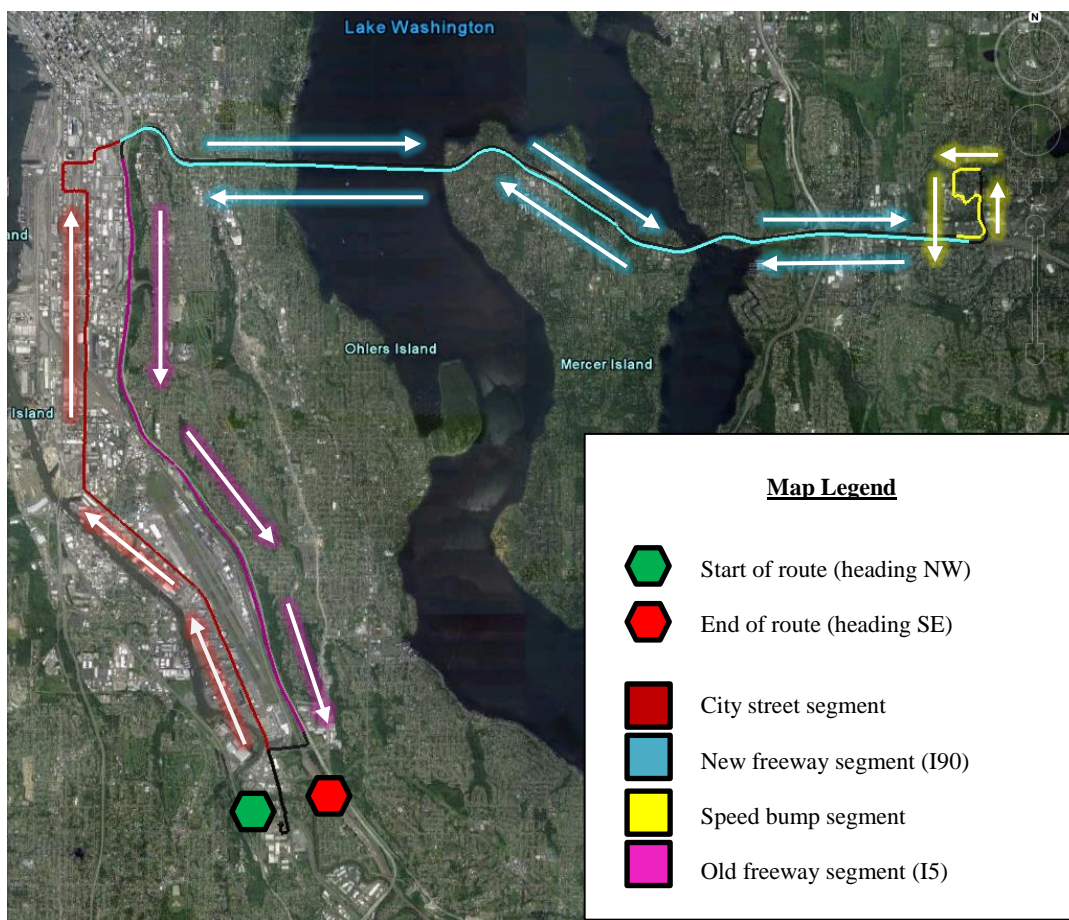 N
Lake Washington
and
Ohlers Island
Mercer Island
Island
Map Legend
Start of route (heading NW)
End of route (heading SE)
City street segment
New freeway segment (I90)
Speed bump segment
Old freeway segment (I5)